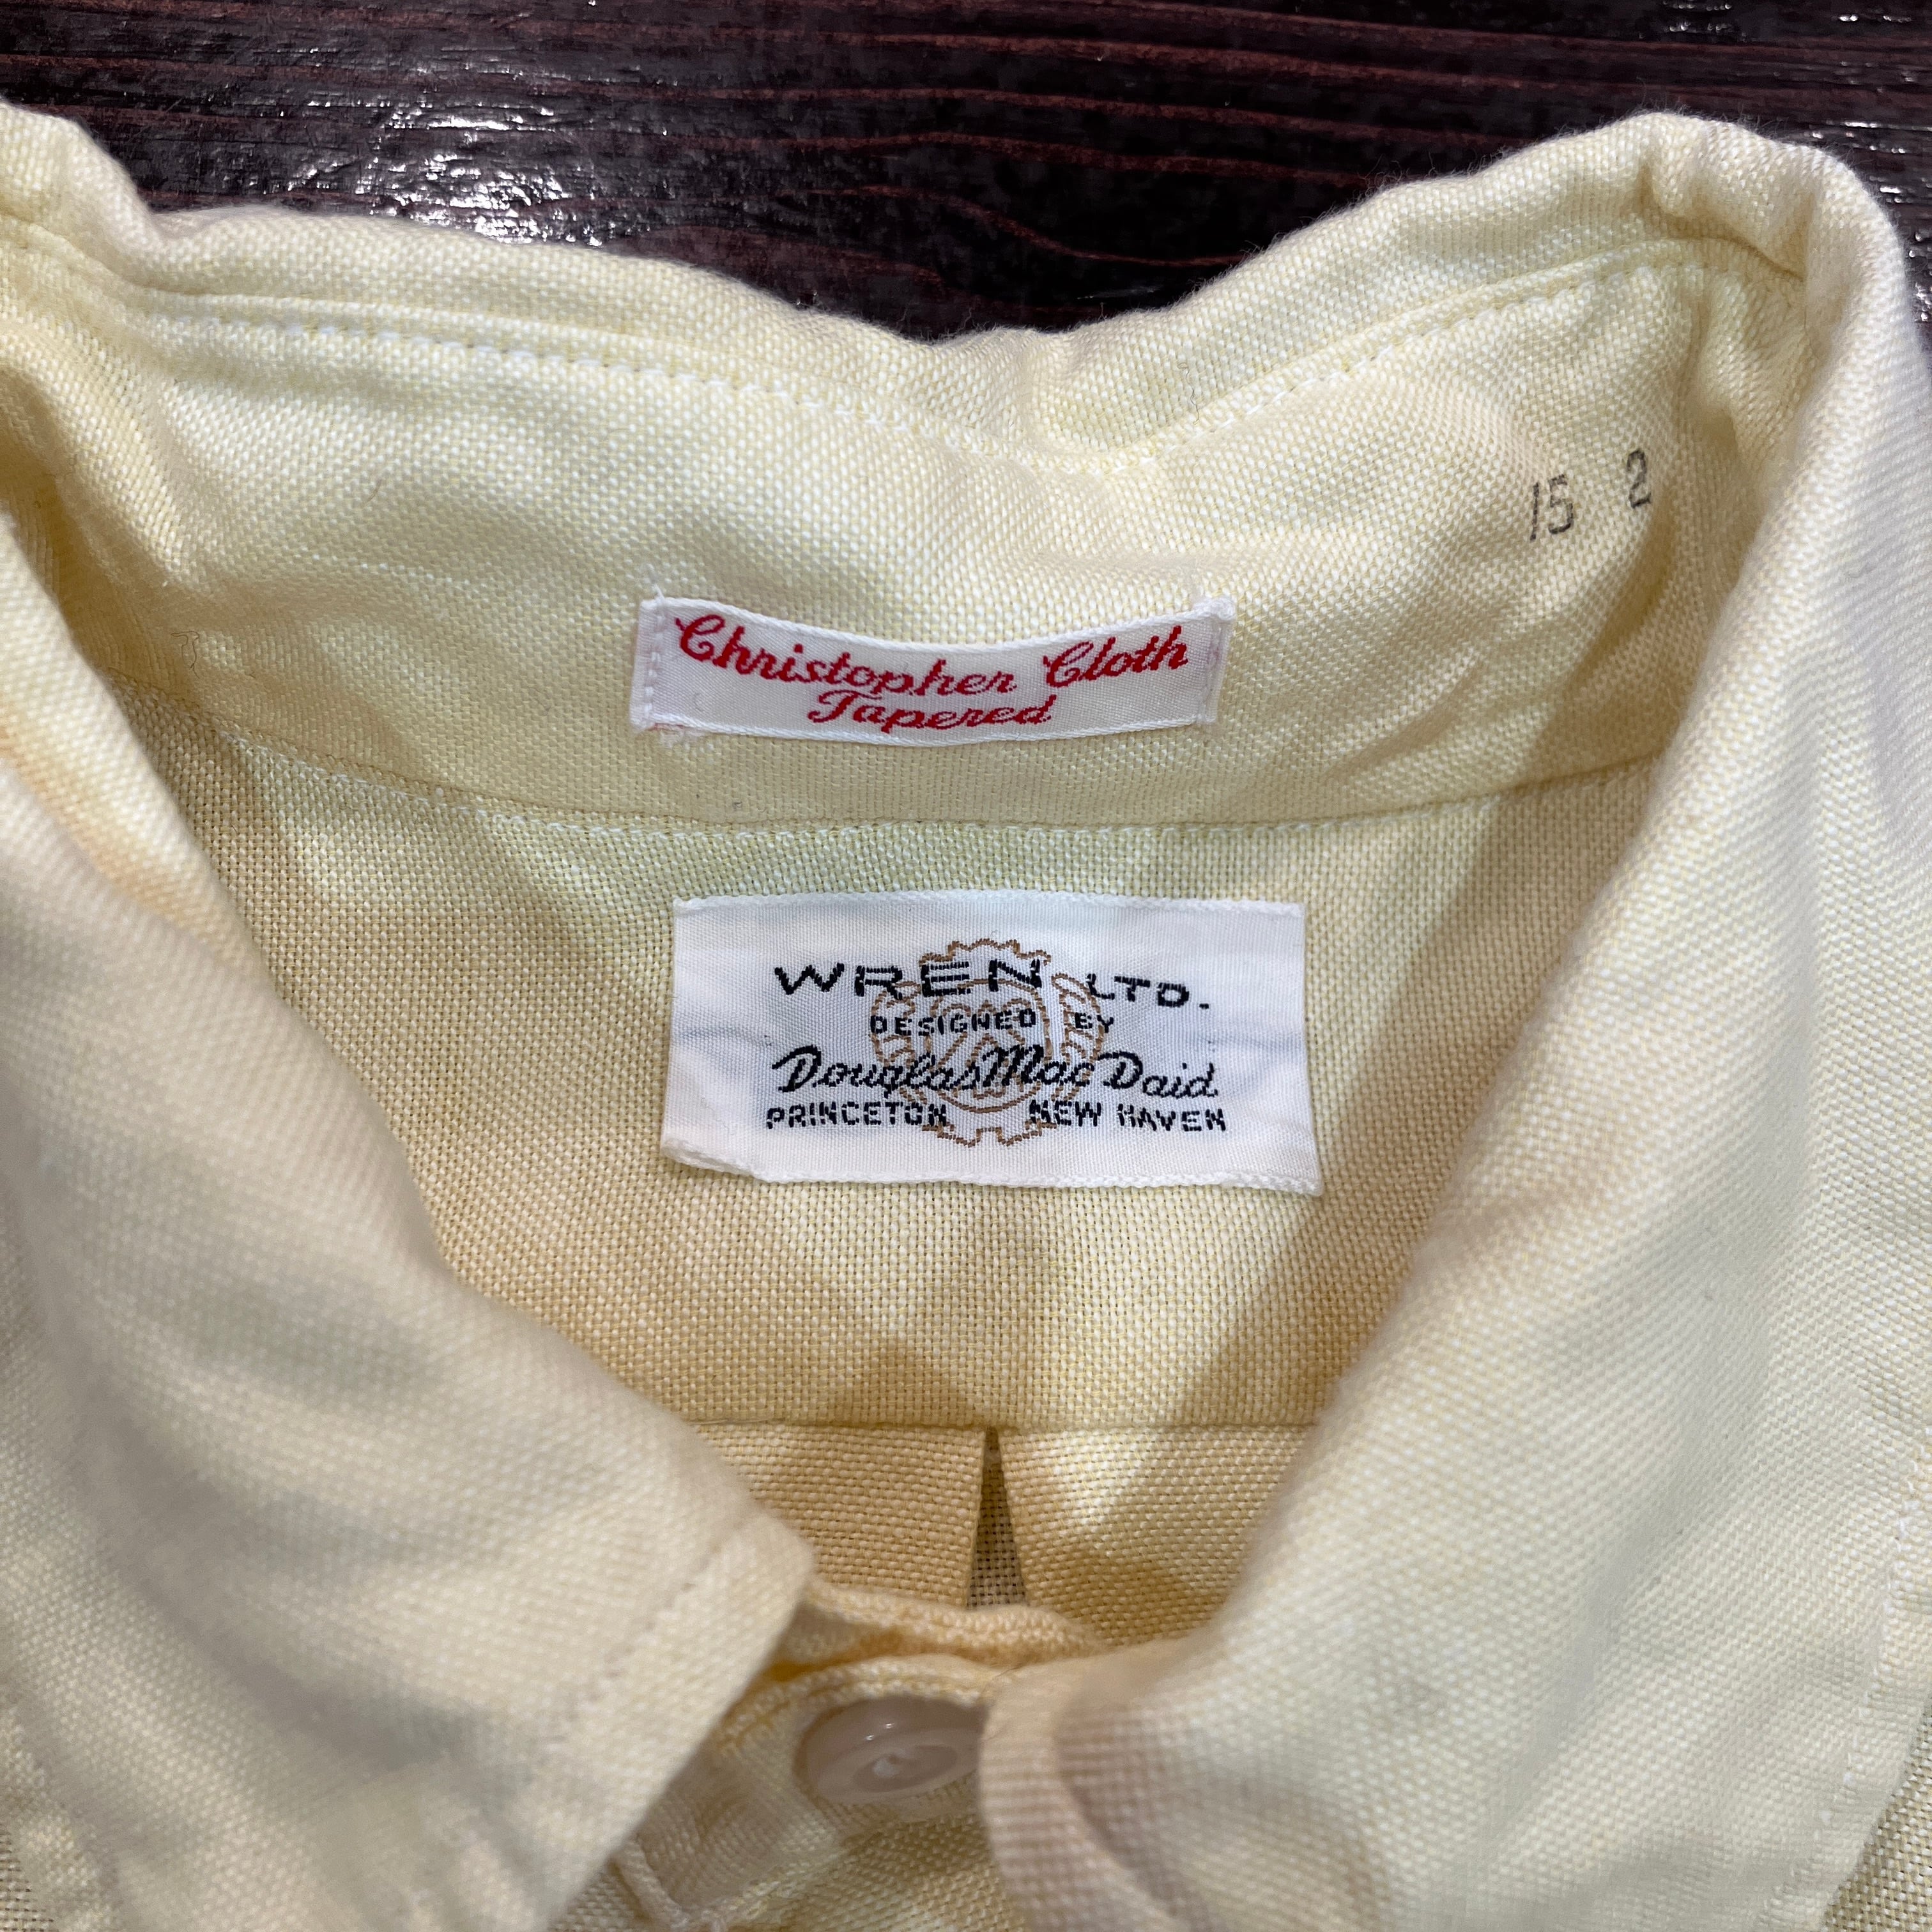 15 2
Christopher Cloth
Tapered
WREN LTD.
DESIGNED BY
Douglas MacDaid
PRINCETON NEW HAVEN